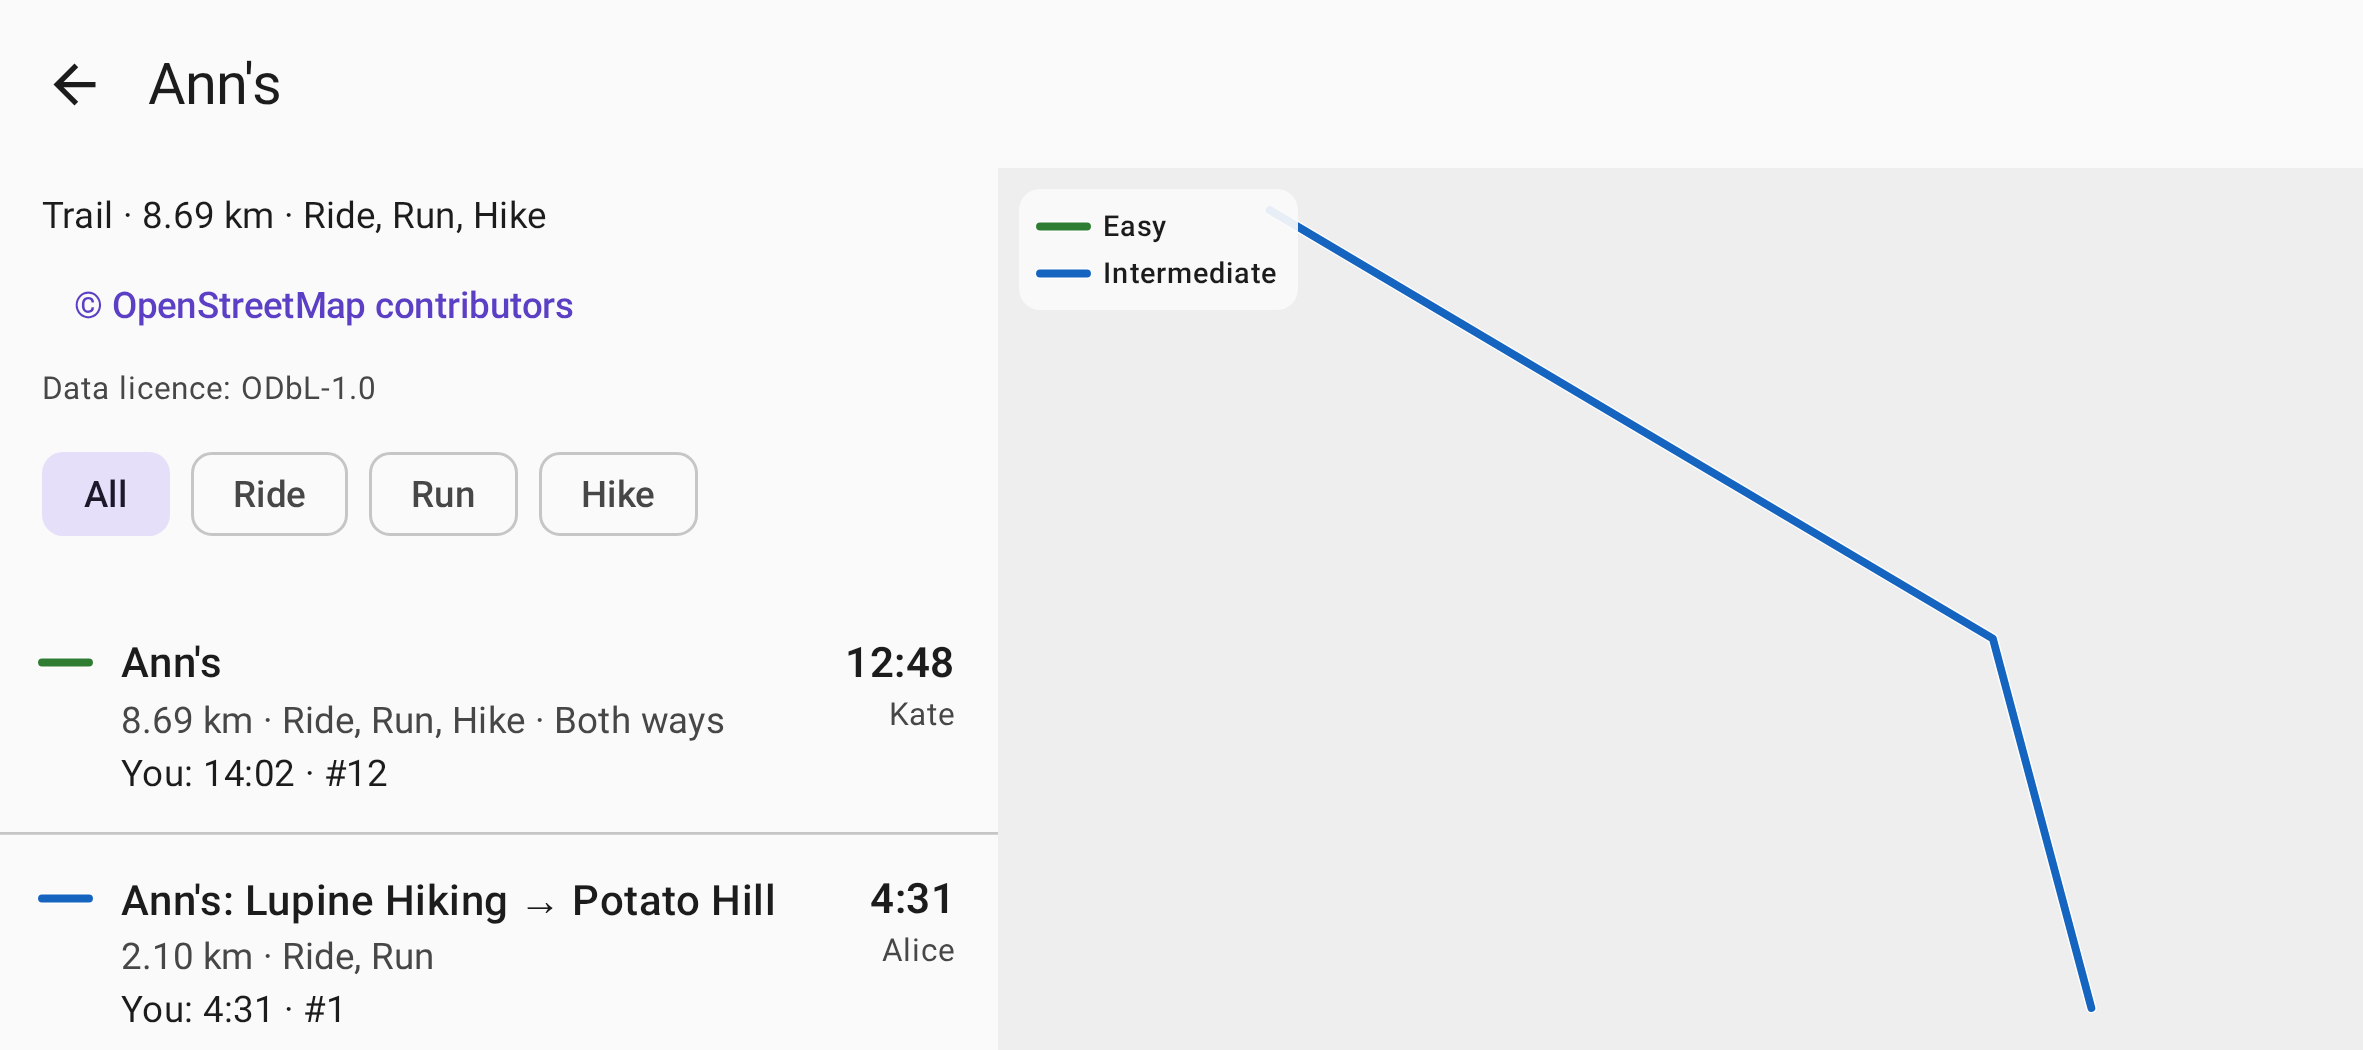 Ann's
Trail · 8.69 km · Ride, Run, Hike
© OpenStreetMap contributors
Data licence: ODbL-1.0
All
Ride
Run
Hike
Ann's
12:48
8.69 km · Ride, Run, Hike · Both ways
Kate
You: 14:02 · #12
Ann's: Lupine Hiking → Potato Hill
4:31
2.10 km · Ride, Run
Alice
You: 4:31 · #1
Easy
Intermediate